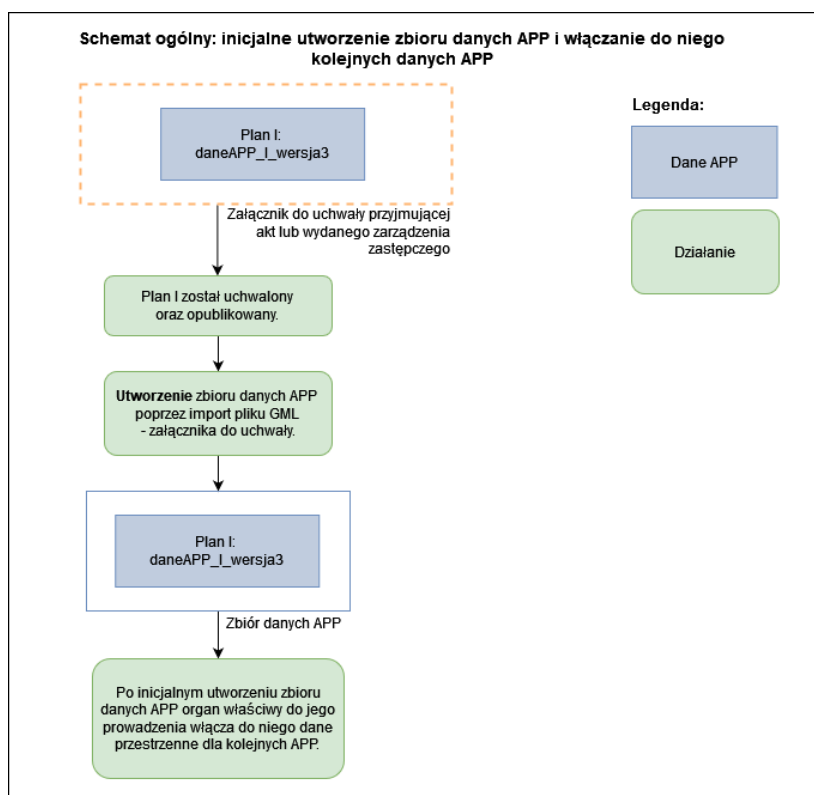 Schemat ogólny: inicjalne utworzenie zbioru danych APP i włączanie do niego
kolejnych danych APP
Plan I:
daneAPP_I_wersja3
Legenda:
Dane APP
Załącznik do uchwały przyjmującej
akt lub wydanego zarządzenia
zastępczego
Działanie
Plan I został uchwalony
oraz opublikowany.
Utworzenie zbioru danych APP
poprzez import pliku GML
- załącznika do uchwały.
Plan I:
daneAPP_I_wersja3
Zbiór danych APP
Po inicjalnym utworzeniu zbioru
danych APP organ właściwy do jego
prowadzenia włącza do niego dane
przestrzenne dla kolejnych APP.